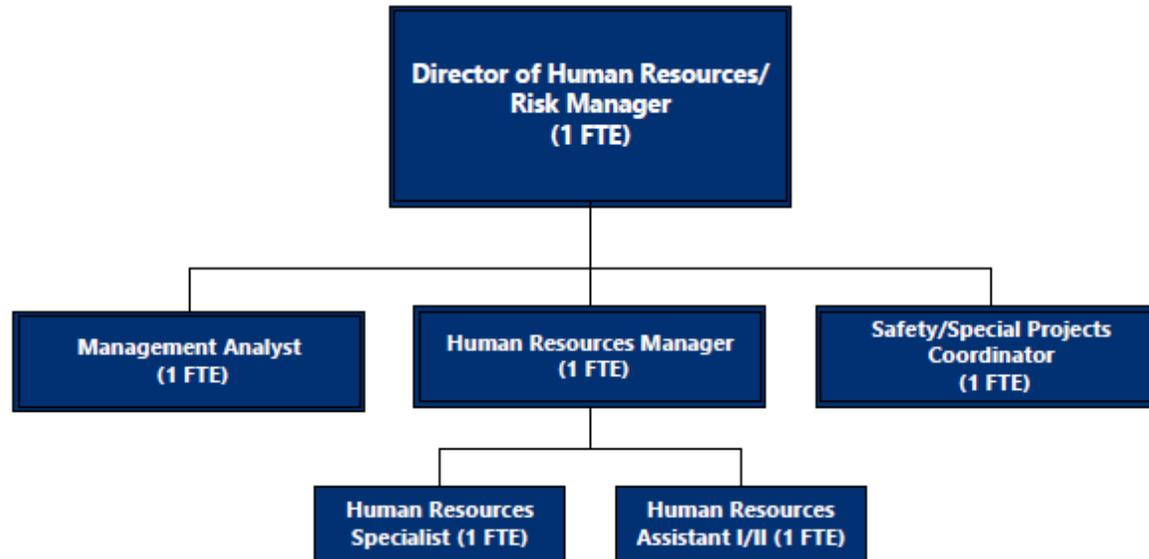 Director of Human Resources/
Risk Manager
(1 FTE)
Management Analyst
(1 FTE)
Human Resources Manager
(1 FTE)
Safety/Special Projects
Coordinator
(1 FTE)
Human Resources
Specialist (1 FTE)
Human Resources
Assistant I/II (1 FTE)